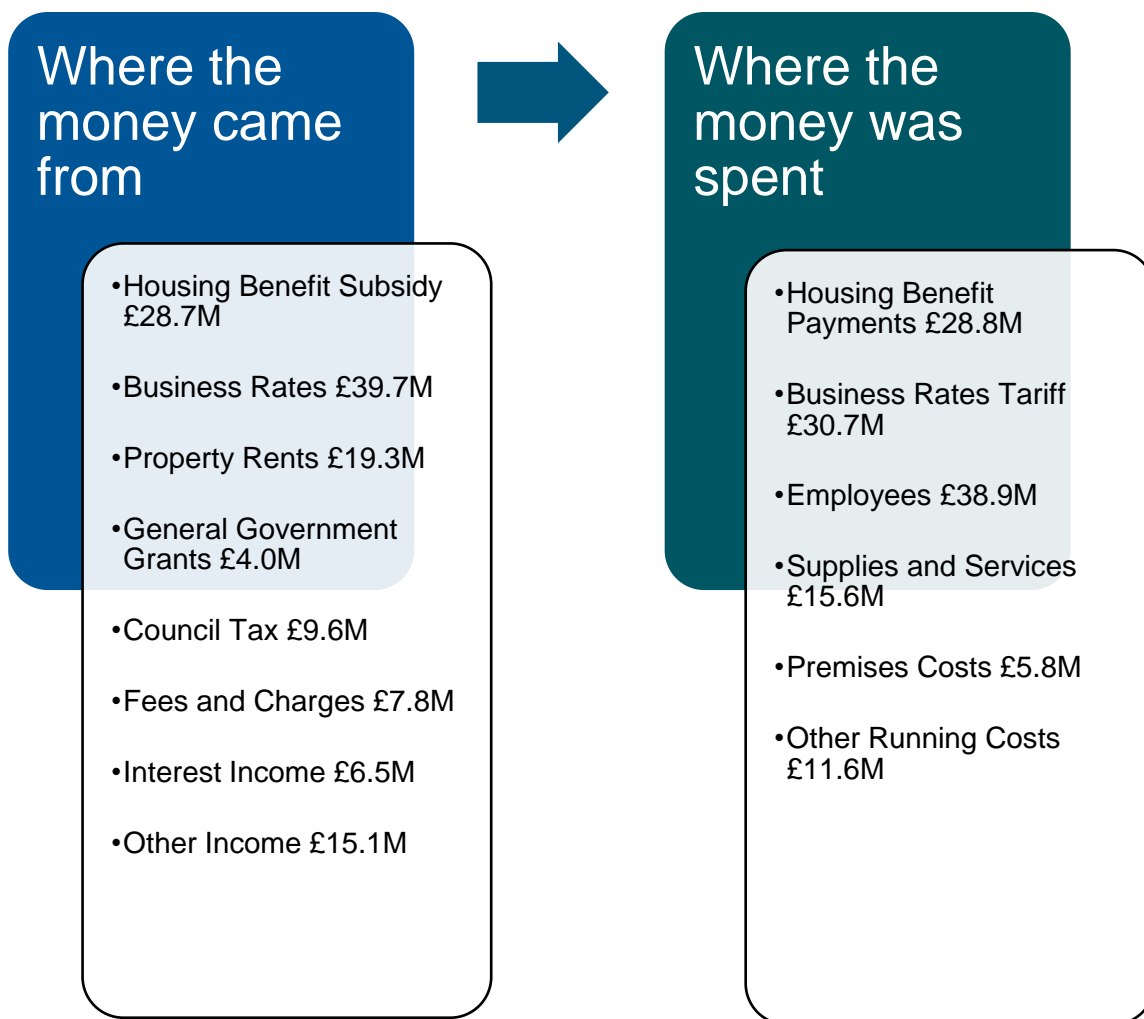 Where the
money came
from
•Housing Benefit Subsidy
£28.7M
•Business Rates £39.7M
•Property Rents £19.3M
•General Government
Grants £4.0M
•Council Tax £9.6M
•Fees and Charges £7.8M
•Interest Income £6.5M
•Other Income £15.1M
Where the
money was
spent
•Housing Benefit
Payments £28.8M
•Business Rates Tariff
£30.7M
•Employees £38.9M
•Supplies and Services
£15.6M
•Premises Costs £5.8M
•Other Running Costs
£11.6M